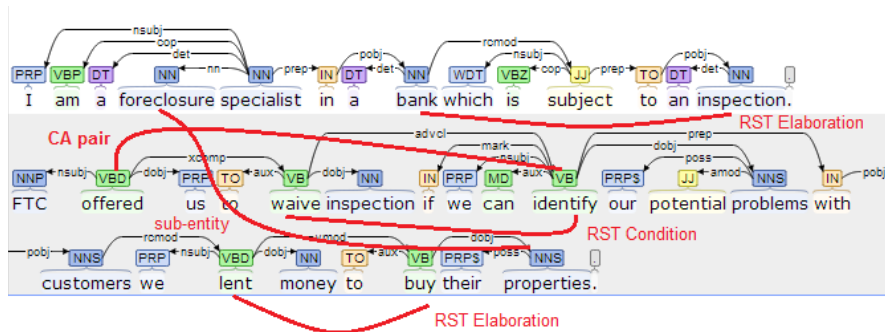 nsubj
cop rcmod
det nsubj
nn prep pobj cop prep pobj det
PRP VBP DT NN NN IN DT NN WDT VBZ JJ TO DT NN .
I am a foreclosure specialist in a bank which is subject to an inspection.
RST Elaboration
CA pair
advcl prep
mark dobj
xcomp nsubj poss
nsubj dobj aux dobj aux amod pobj
NNP VBD PRP TO VB NN IN PRP MD VB PRP$ JJ NNS IN
FTC offered us to waive inspection if we can identify our potential problems with
sub-entity
RST Condition
rcmod vmod dobj
pobj nsubj dobj aux poss
NNS PRP VBD NN TO VB PRP$ NNS .
customers we lent money to buy their properties.
RST Elaboration